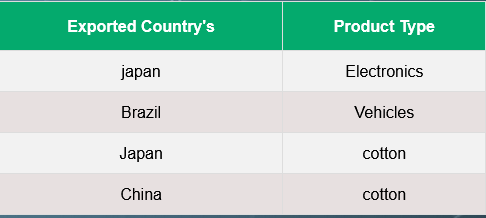 Exported Country's Product Type
japan Electronics
Brazil Vehicles
Japan cotton
China cotton